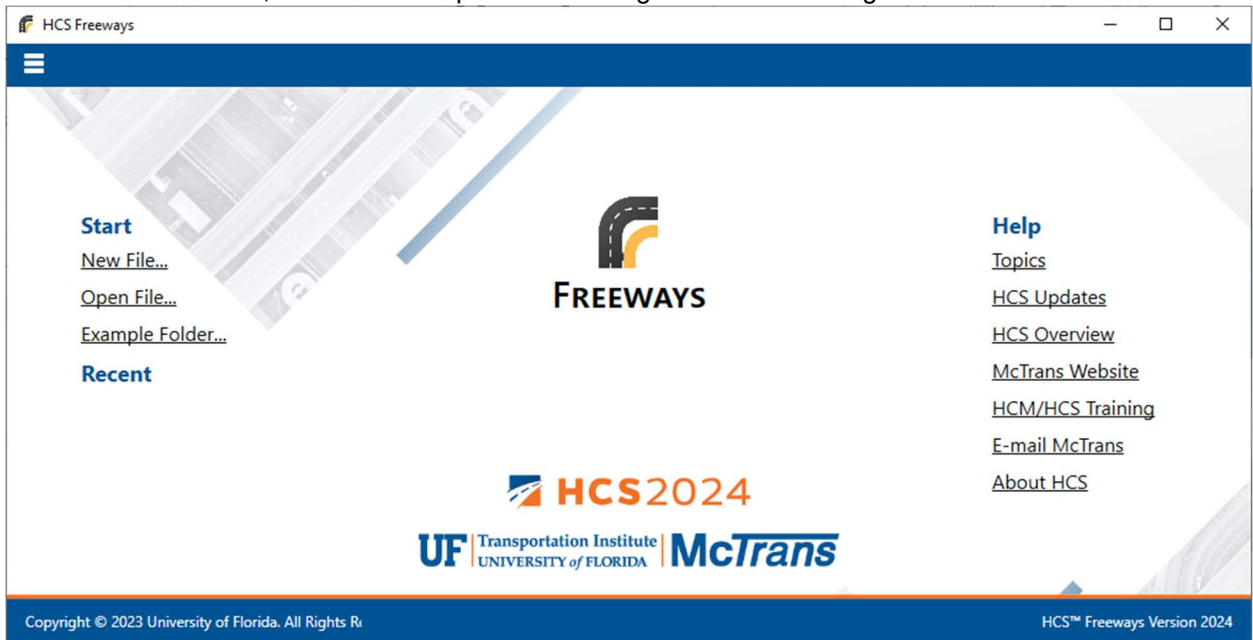 HCS Freeways
Start
New File...
Open File...
Example Folder...
Recent
FREEWAYS
HCS2024
UF Transportation Institute McTrans
UNIVERSITY of FLORIDA
Help
Topics
HCS Updates
HCS Overview
McTrans Website
HCM/HCS Training
E-mail McTrans
About HCS
Copyright © 2023 University of Florida. All Rights
HCS™ Freeways Version 2024